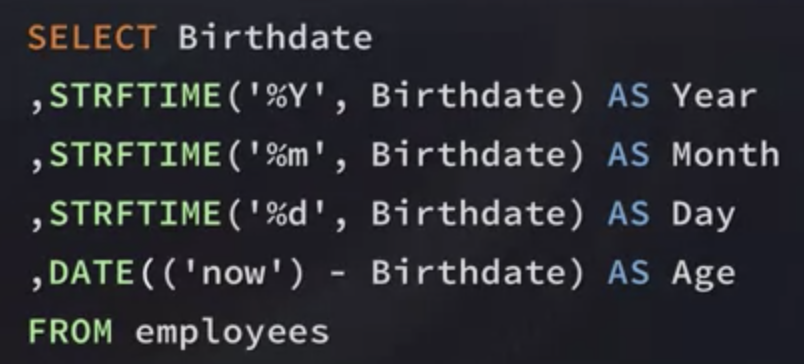 SELECT Birthdate
,STRFTIME('%Y', Birthdate) AS Year
,STRFTIME('%m', Birthdate) AS Month
,STRFTIME('%d', Birthdate) AS Day
,DATE(('now') - Birthdate) AS Age
FROM employees